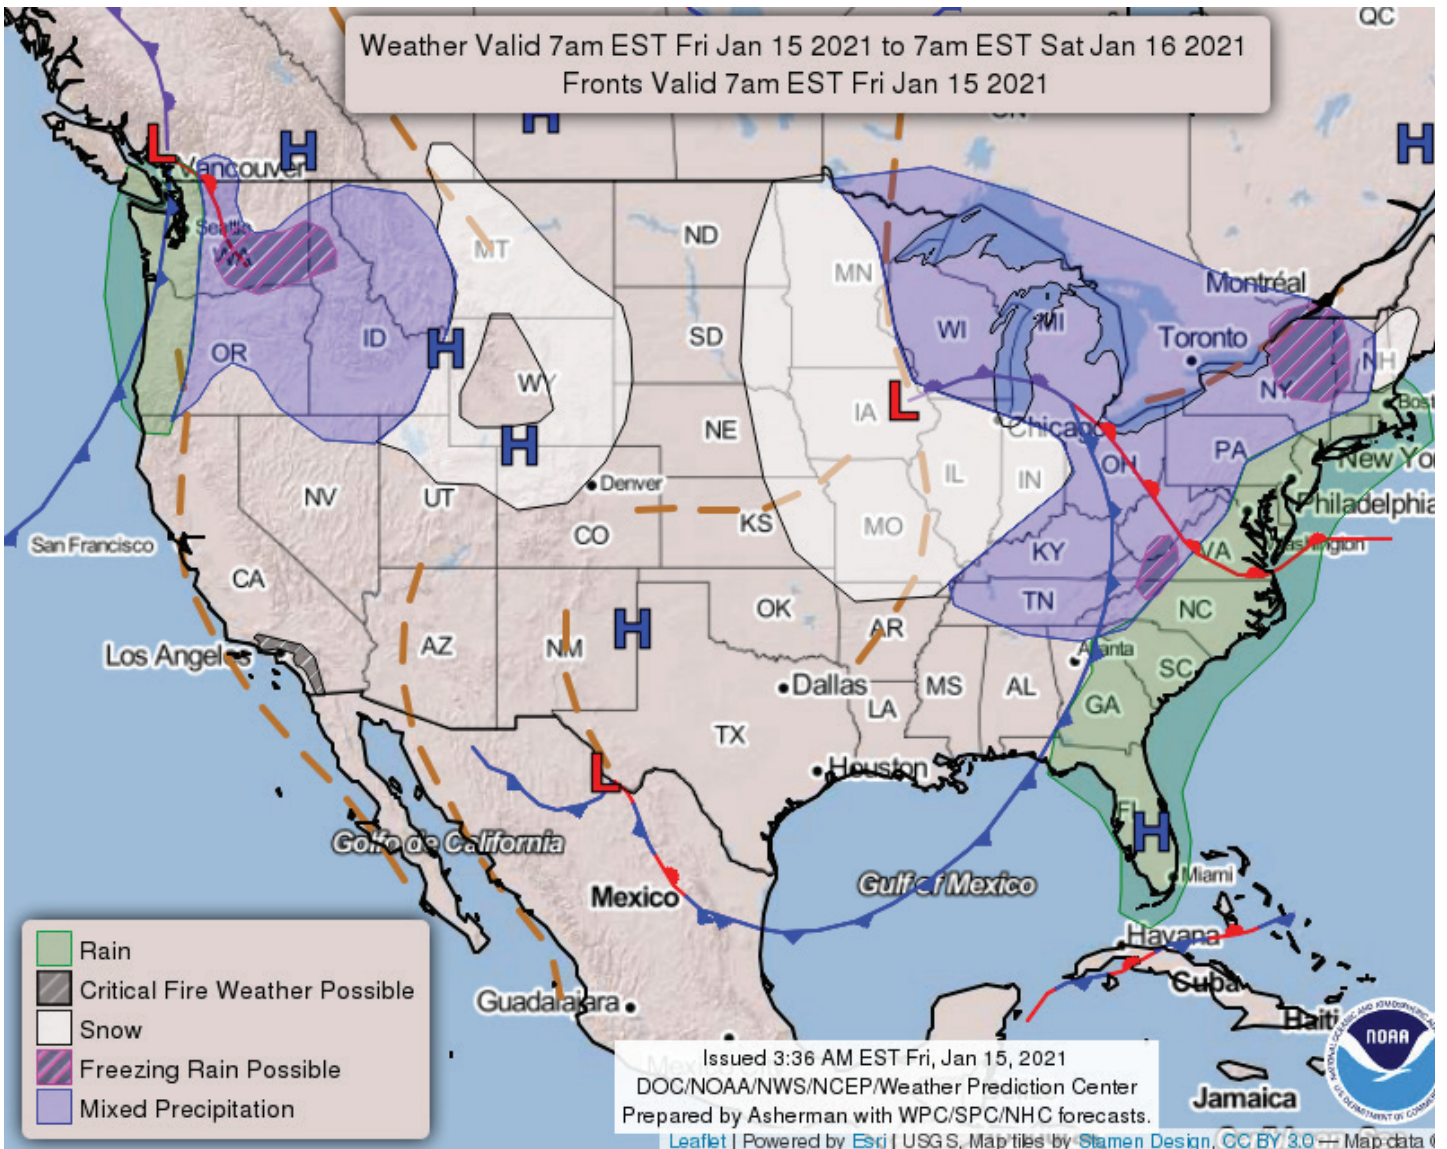 QC
Weather Valid 7am EST Fri Jan 15 2021 to 7am EST Sat Jan 16 2021
Fronts Valid 7am EST Fri Jan 15 2021
ON
H
H
H
L
Vancouver
Seattle
WA
MT
ND
MN
Montréal
WI
MI
Toronto
OR
ID
H
SD
NH
NY
WY
IA
L
Chicago
Bost
H
NE
OH
PA
New Yor
NV
UT
Denver
IL
IN
Philadelphia
CO
KS
MO
San Francisco
KY
VA
Washington
CA
OK
TN
NC
AZ
NM
H
AR
Los Angeles
Atlanta
SC
Dallas
MS
AL
GA
LA
TX
L
Houston
FL
H
Golfo de California
Mexico
Gulf of Mexico
Miami
Havana
Cuba
Rain
Critical Fire Weather Possible
Snow
Freezing Rain Possible
Mixed Precipitation
Guadalajara
Haiti
NOAA
Mexico City
Issued 3:36 AM EST Fri, Jan 15, 2021
DOC/NOAA/NWS/NCEP/Weather Prediction Center
Prepared by Asherman with WPC/SPC/NHC forecasts.
Jamaica
Leaflet | Powered by Esri | USGS, Map tiles by Stamen Design, CC BY 3.0 — Map data ©